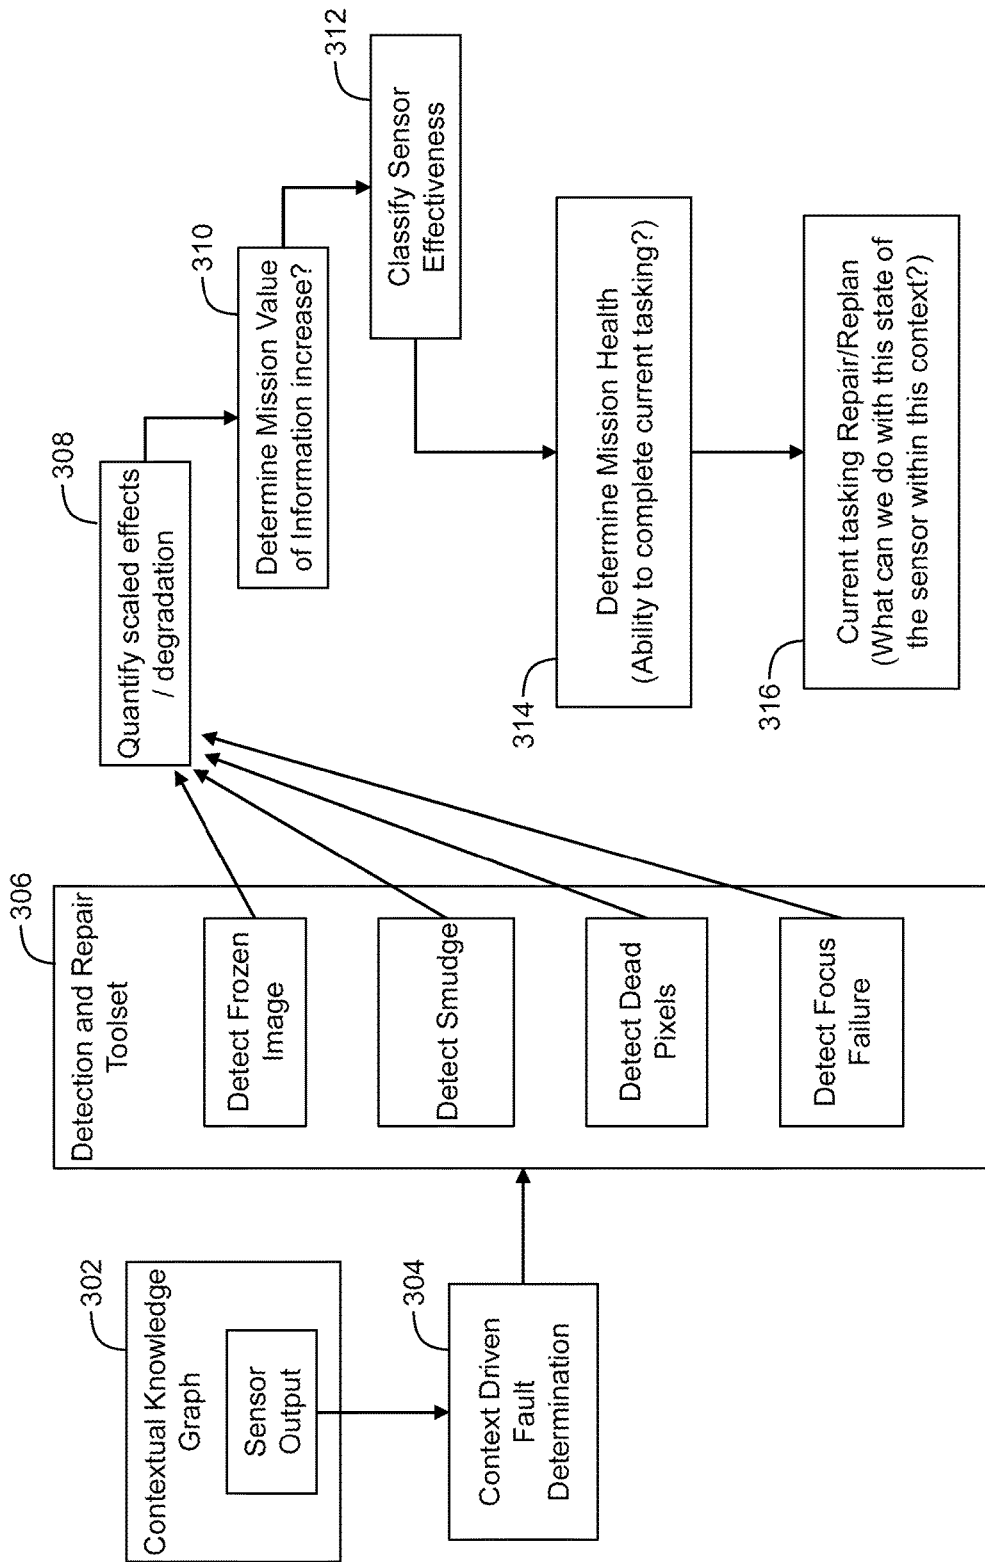 302
Contextual Knowledge
Graph
Sensor
Output
304
Context Driven
Fault
Determination
306
Detection and Repair
Toolset
Detect Frozen
Image
Detect Smudge
Detect Dead
Pixels
Detect Focus
Failure
308
Quantify scaled effects
/ degradation
310
Determine Mission Value
of Information increase?
312
Classify Sensor
Effectiveness
314
Determine Mission Health
(Ability to complete current tasking?)
316
Current tasking Repair/Replan
(What can we do with this state of
the sensor within this context?)